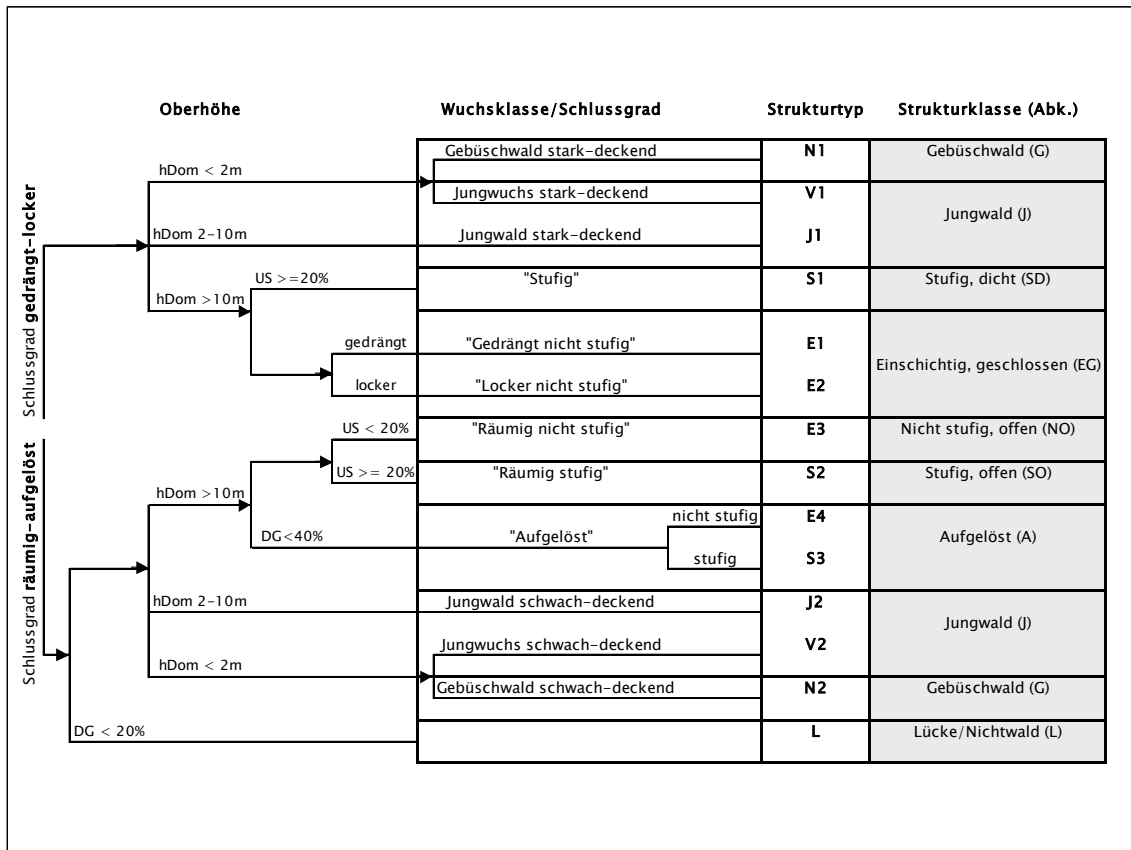 Oberhöhe Wuchsklasse/Schlussgrad Strukturtyp Strukturklasse (Abk.)
Schlussgrad gedrängt-locker
hDom < 2m
Gebüschwald stark-deckend N1 Gebüschwald (G)
Jungwuchs stark-deckend V1
Jungwald (J)
hDom 2-10m Jungwald stark-deckend J1
hDom >10m
US >=20% "Stufig" S1 Stufig, dicht (SD)
gedrängt "Gedrängt nicht stufig" E1
Einschichtig, geschlossen (EG)
locker "Locker nicht stufig" E2
Schlussgrad räumig-aufgelöst
hDom >10m
US < 20% "Räumig nicht stufig" E3 Nicht stufig, offen (NO)
US >= 20% "Räumig stufig" S2 Stufig, offen (SO)
DG<40% "Aufgelöst"
nicht stufig E4
Aufgelöst (A)
stufig S3
hDom 2-10m Jungwald schwach-deckend J2
Jungwald (J)
hDom < 2m
Jungwuchs schwach-deckend V2
Gebüschwald schwach-deckend N2 Gebüschwald (G)
DG < 20% L Lücke/Nichtwald (L)